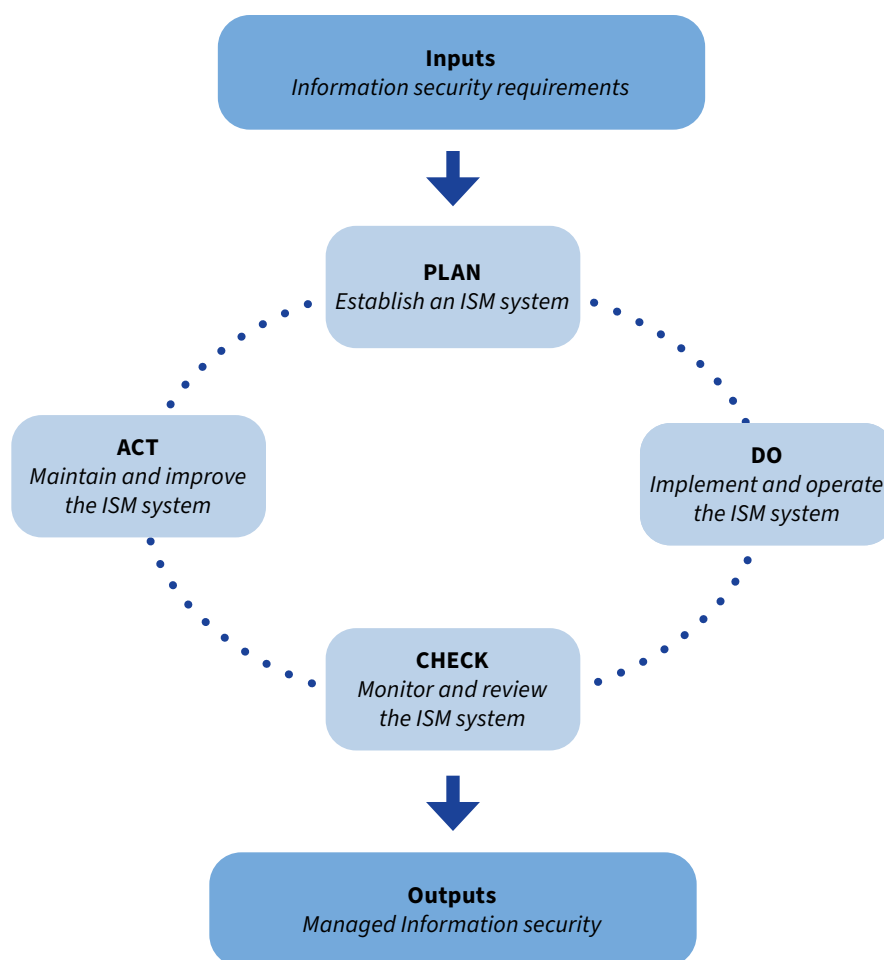 Inputs
Information security requirements
PLAN
Establish an ISM system
ACT
Maintain and improve
the ISM system
DO
Implement and operate
the ISM system
CHECK
Monitor and review
the ISM system
Outputs
Managed Information security